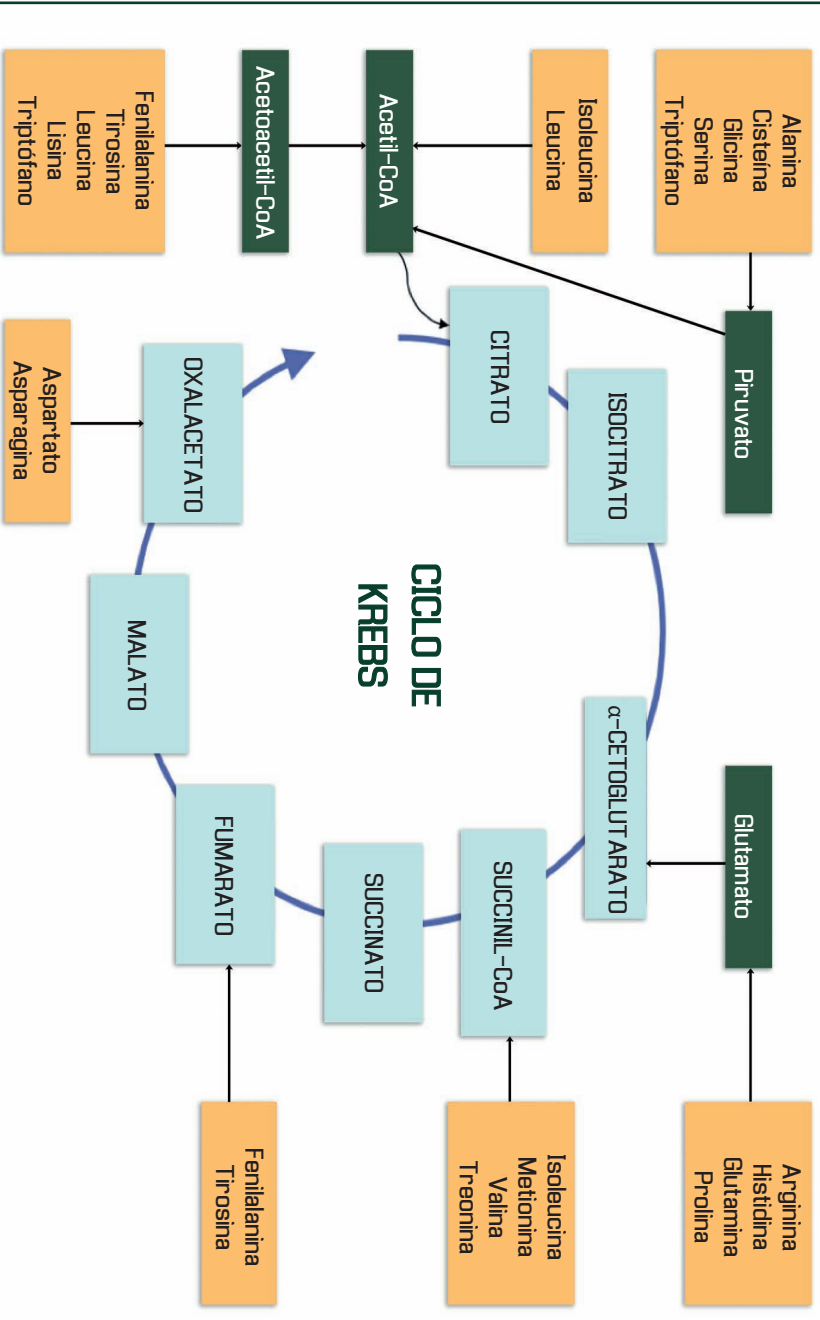 Alanina
Cisteína
Glicina
Serina
Triptófano
Piruvato
Glutamato
Arginina
Histidina
Glutamina
Prolina
Isoleucina
Leucina
Acetil-CoA
Acetoacetil-CoA
Fenilalanina
Tirosina
Leucina
Lisina
Triptófano
CITRATO
ISOCITRATO
α-CETOGLUTARATO
SUCCINIL-CoA
SUCCINATO
FUMARATO
MALATO
OXALACETATO
CICLO DE
KREBS
Isoleucina
Metionina
Valina
Treonina
Fenilalanina
Tirosina
Aspartato
Asparagina